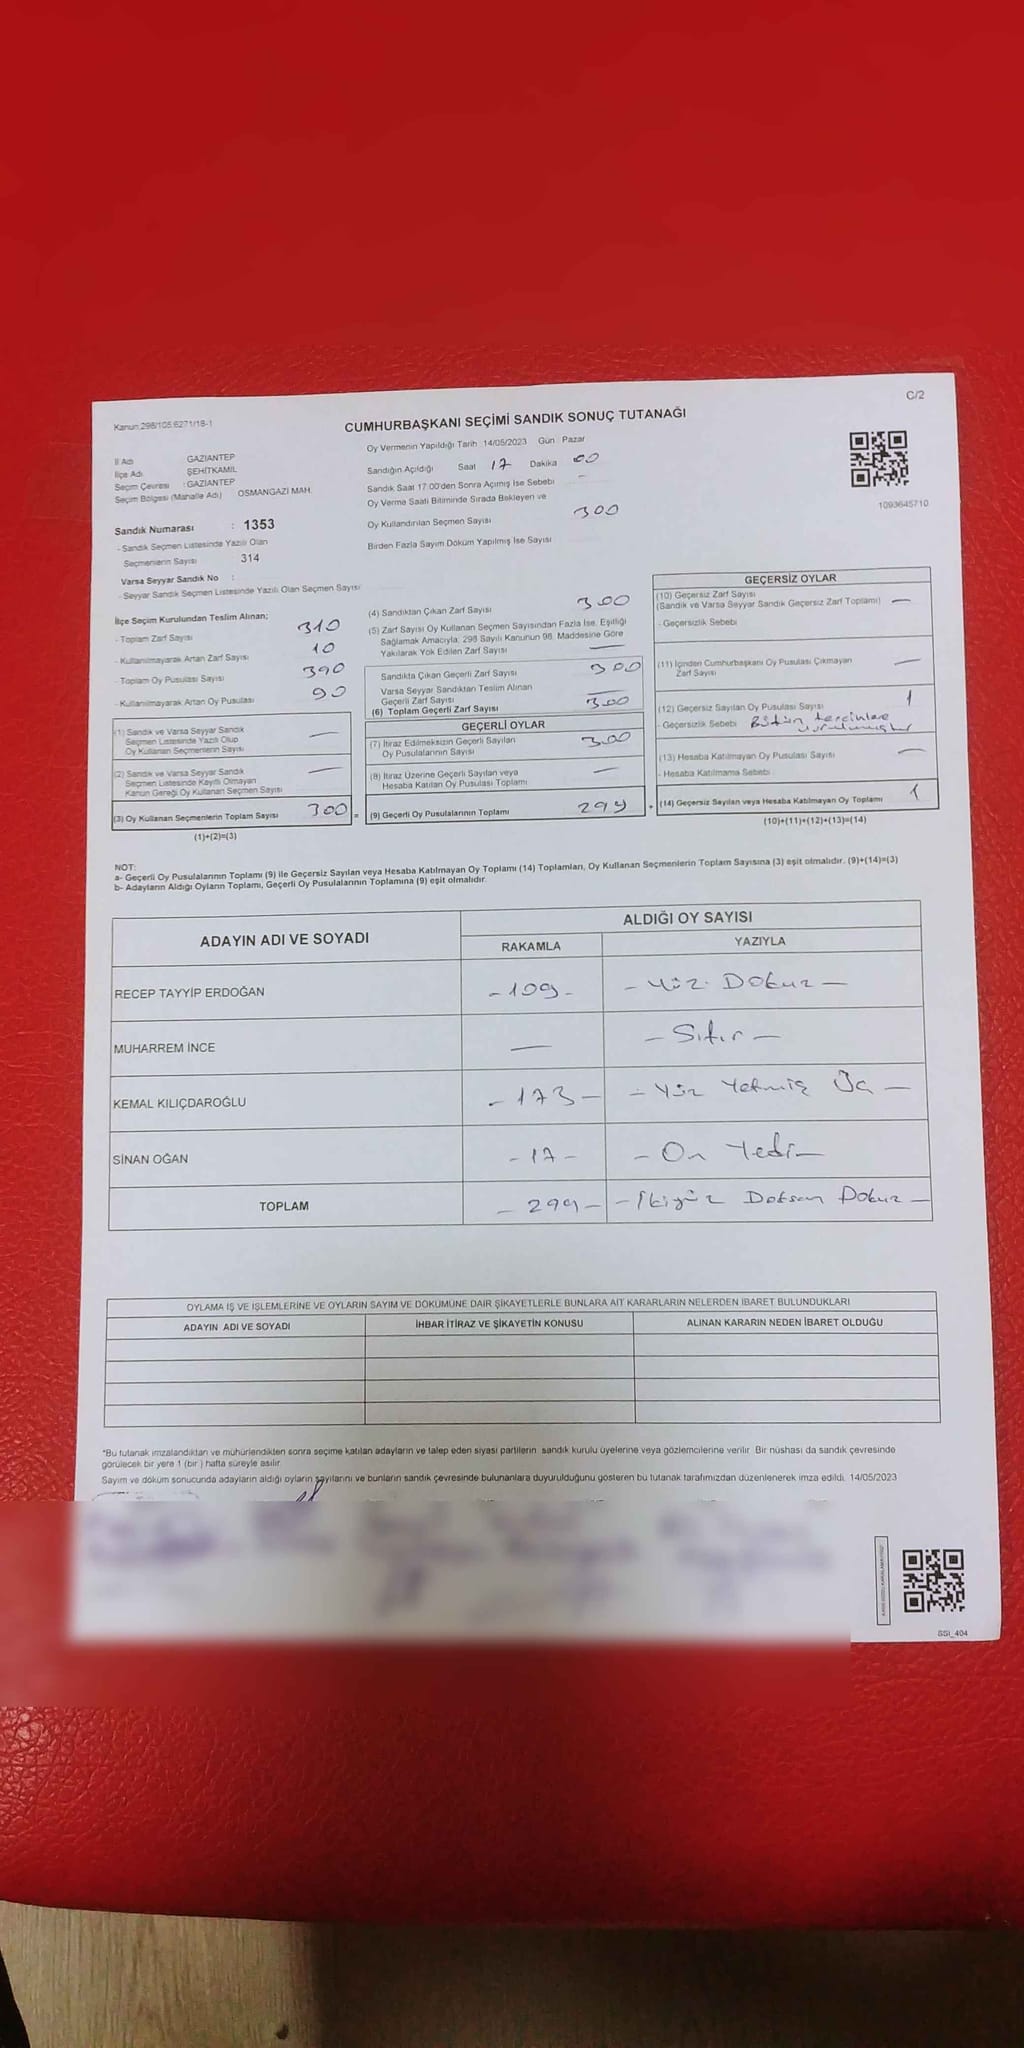 C/2
Kanun 298/105 6271/18-1
CUMHURBAŞKANI SEÇİMİ SANDIK SONUÇ TUTANAĞI
İl Adı GAZİANTEP
İlçe Adı ŞEHİTKAMİL
Seçim Çevresi : GAZİANTEP
Seçim Bölgesi (Mahalle Adı) OSMANGAZİ MAH.
Sandık Numarası : 1353
- Sandık Seçmen Listesinde Yazılı Olan
Seçmenlerin Sayısı 314
Varsa Seyyar Sandık No :
- Seyyar Sandık Seçmen Listesinde Yazılı Olan Seçmen Sayısı
Oy Vermenin Yapıldığı Tarih 14/05/2023 Gün Pazar
Sandığın Açıldığı Saat 17 Dakika 00
Sandık Saat 17:00'den Sonra Açılmış İse Sebebi
Oy Verme Saati Bitiminde Sırada Bekleyen ve
Oy Kullandırılan Seçmen Sayısı 300
Birden Fazla Sayım Döküm Yapılmış İse Sayısı
1093645710
İlçe Seçim Kurulundan Teslim Alınan;
- Toplam Zarf Sayısı 310
- Kullanılmayarak Artan Zarf Sayısı 10
- Toplam Oy Pusulası Sayısı 390
- Kullanılmayarak Artan Oy Pusulası 90
(1) Sandık ve Varsa Seyyar Sandık
Seçmen Listesinde Yazılı Olup
Oy Kullanan Seçmenlerin Sayısı —
(2) Sandık ve Varsa Seyyar Sandık
Seçmen Listesinde Kayıtlı Olmayan
Kanun Gereği Oy Kullanan Seçmen Sayısı —
(3) Oy Kullanan Seçmenlerin Toplam Sayısı 300 =
(1)+(2)=(3)
(4) Sandıktan Çıkan Zarf Sayısı 300
(5) Zarf Sayısı Oy Kullanan Seçmen Sayısından Fazla İse, Eşitliği
Sağlamak Amacıyla; 298 Sayılı Kanunun 98. Maddesine Göre
Yakılarak Yok Edilen Zarf Sayısı —
Sandıkta Çıkan Geçerli Zarf Sayısı 300
Varsa Seyyar Sandıktan Teslim Alınan
Geçerli Zarf Sayısı —
(6) Toplam Geçerli Zarf Sayısı 300
GEÇERLİ OYLAR
(7) İtiraz Edilmeksizin Geçerli Sayılan
Oy Pusulalarının Sayısı 300
(8) İtiraz Üzerine Geçerli Sayılan veya
Hesaba Katılan Oy Pusulası Toplamı —
(9) Geçerli Oy Pusulalarının Toplamı 299 +
GEÇERSİZ OYLAR
(10) Geçersiz Zarf Sayısı
(Sandık ve Varsa Seyyar Sandık Geçersiz Zarf Toplamı) —
- Geçersizlik Sebebi
(11) İçinden Cumhurbaşkanı Oy Pusulası Çıkmayan
Zarf Sayısı —
(12) Geçersiz Sayılan Oy Pusulası Sayısı 1
- Geçersizlik Sebebi Bütün tercihlere
vurulmuştur
(13) Hesaba Katılmayan Oy Pusulası Sayısı —
- Hesaba Katılmama Sebebi
(14) Geçersiz Sayılan veya Hesaba Katılmayan Oy Toplamı 1
(10)+(11)+(12)+(13)=(14)
NOT:
a- Geçerli Oy Pusulalarının Toplamı (9) ile Geçersiz Sayılan veya Hesaba Katılmayan Oy Toplamı (14) Toplamları, Oy Kullanan Seçmenlerin Toplam Sayısına (3) eşit olmalıdır. (9)+(14)=(3)
b- Adayların Aldığı Oyların Toplamı, Geçerli Oy Pusulalarının Toplamına (9) eşit olmalıdır.
ADAYIN ADI VE SOYADI ALDIĞI OY SAYISI
RAKAMLA YAZIYLA
RECEP TAYYİP ERDOĞAN - 109 - - Yüz Dokuz -
MUHARREM İNCE — - Sıfır -
KEMAL KILIÇDAROĞLU - 173 - - Yüz Yetmiş Üç -
SİNAN OĞAN - 17 - - On Yedi -
TOPLAM - 299 - - İkiyüz Doksan Dokuz -
OYLAMA İŞ VE İŞLEMLERİNE VE OYLARIN SAYIM VE DÖKÜMÜNE DAİR ŞİKAYETLERLE BUNLARA AİT KARARLARIN NELERDEN İBARET BULUNDUKLARI
ADAYIN ADI VE SOYADI İHBAR İTİRAZ VE ŞİKAYETİN KONUSU ALINAN KARARIN NEDEN İBARET OLDUĞU
*Bu tutanak imzalandıktan ve mühürlendikten sonra seçime katılan adayların ve talep eden siyasi partilerin sandık kurulu üyelerine veya gözlemcilerine verilir. Bir nüshası da sandık çevresinde
görülecek bir yere 1 (bir ) hafta süreyle asılır.
Sayım ve döküm sonucunda adayların aldığı oyların sayılarını ve bunların sandık çevresinde bulunanlara duyurulduğunu gösteren bu tutanak tarafımızdan düzenlenerek imza edildi. 14/05/2023
SSI_404